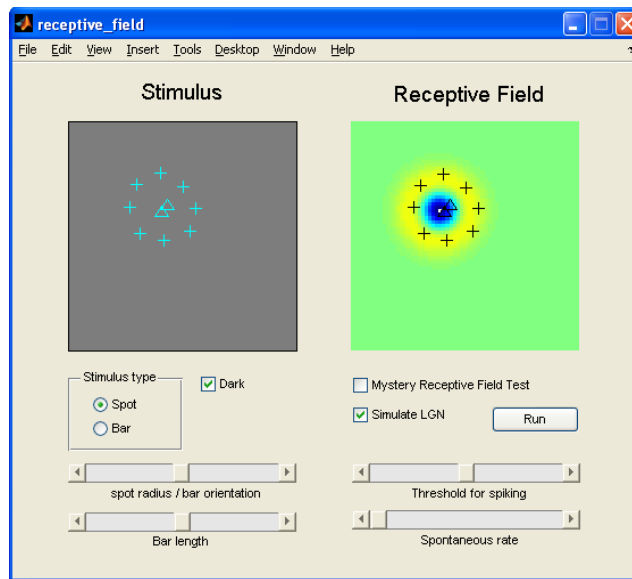 receptive_field
File Edit View Insert Tools Desktop Window Help
Stimulus
Receptive Field
Stimulus type
Spot
Bar
Dark
Mystery Receptive Field Test
Simulate LGN
Run
spot radius / bar orientation
Threshold for spiking
Bar length
Spontaneous rate